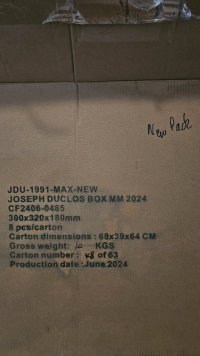 New Pack
JDU-1991-MAX-NEW
JOSEPH DUCLOS BOX MM 2024
CF2406-0485
300x320x180mm
8 pcs/carton
Carton dimensions : 68x39x64 CM
Gross weight: 10 KGS
Carton number : 48 of 63
Production date :June 2024